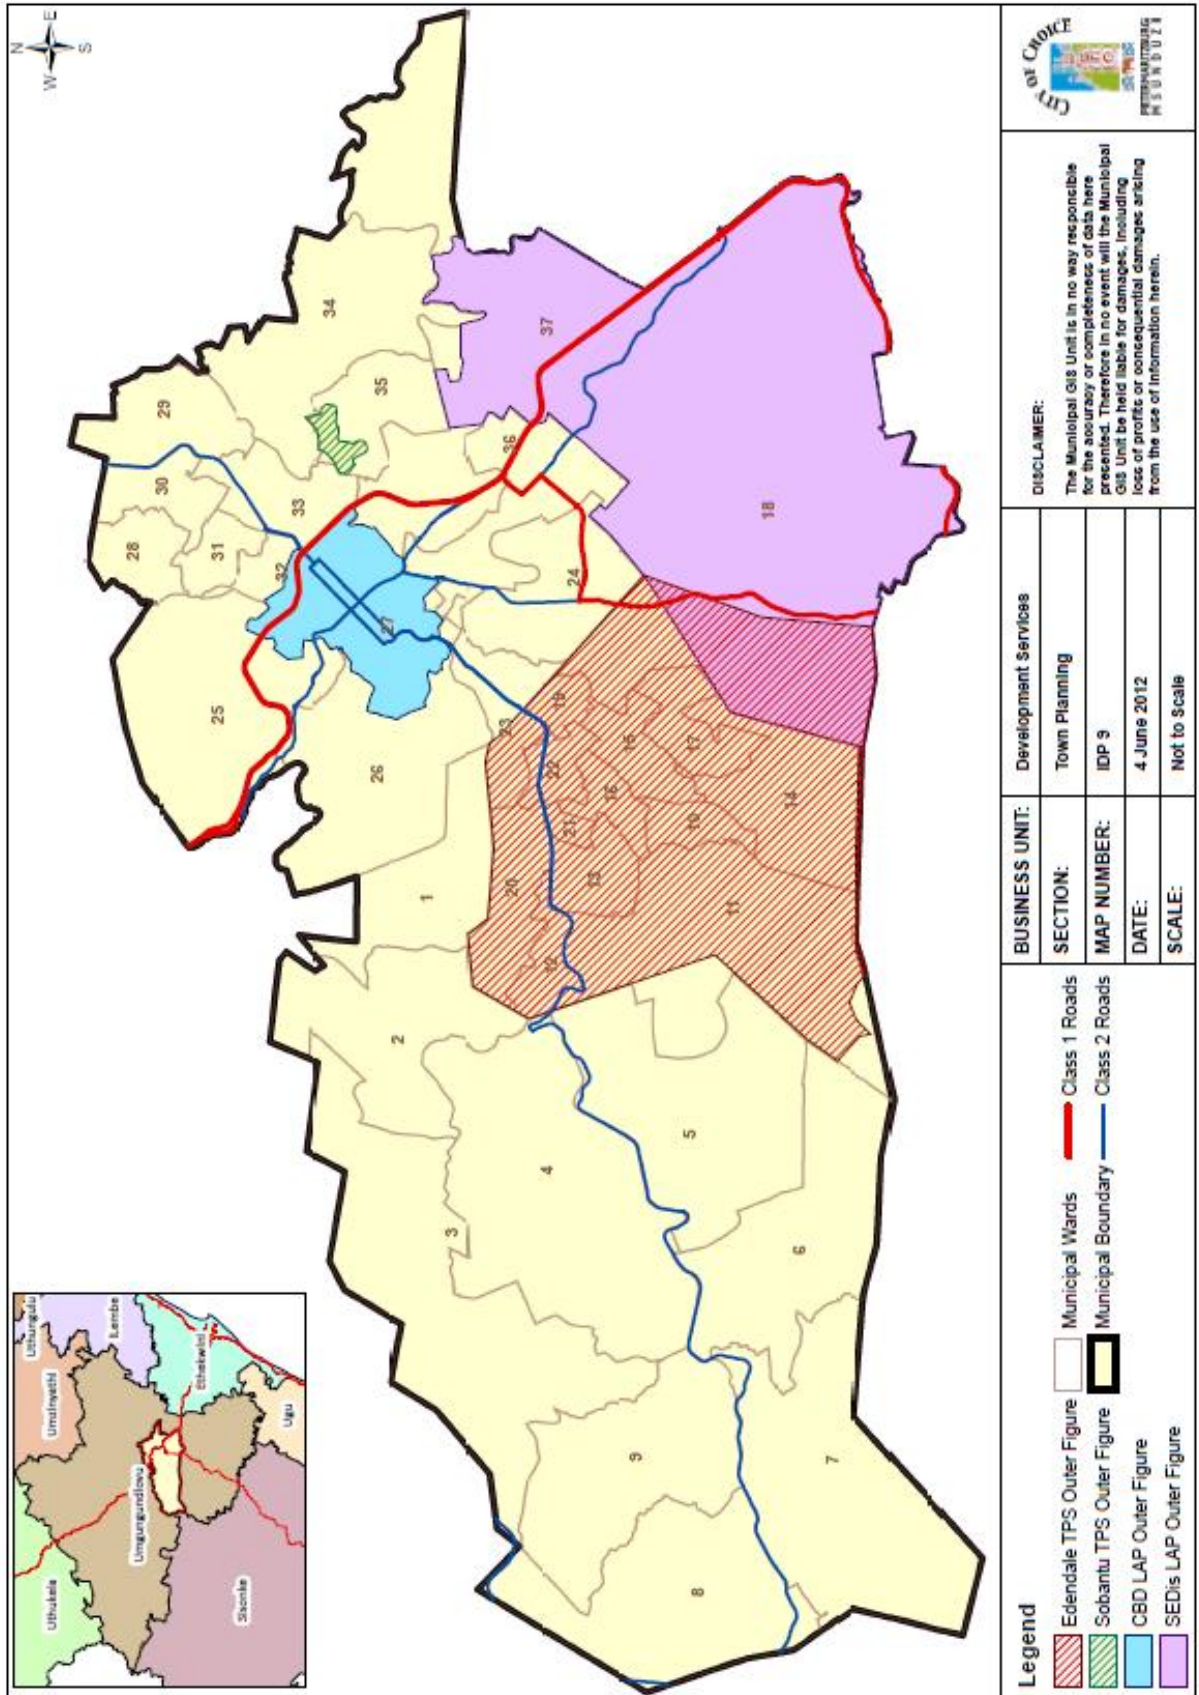 N
W E
S
Uthungulu
Umzinyathi
Uthukela
iLembe
Ethekwini
Umgungundlovu
Ugu
Sisonke
1
2
3
4
5
6
7
8
9
10
11
12
13
14
15
16
17
18
19
20
21
22
23
24
25
26
27
28
29
30
31
32
33
34
35
36
37
Legend
Edendale TPS Outer Figure
Sobantu TPS Outer Figure
CBD LAP Outer Figure
SEDis LAP Outer Figure
Municipal Wards
Municipal Boundary
Class 1 Roads
Class 2 Roads
BUSINESS UNIT: Development Services
SECTION: Town Planning
MAP NUMBER: IDP 9
DATE: 4 June 2012
SCALE: Not to Scale
DISCLAIMER:
The Municipal GIS Unit is in no way responsible
for the accuracy or completeness of data here
presented. Therefore in no event will the Municipal
GIS Unit be held liable for damages, including
loss of profits or consequential damages arising
from the use of information herein.
CITY OF CHOICE
PIETERMARITZBURG
MSUNDUZI